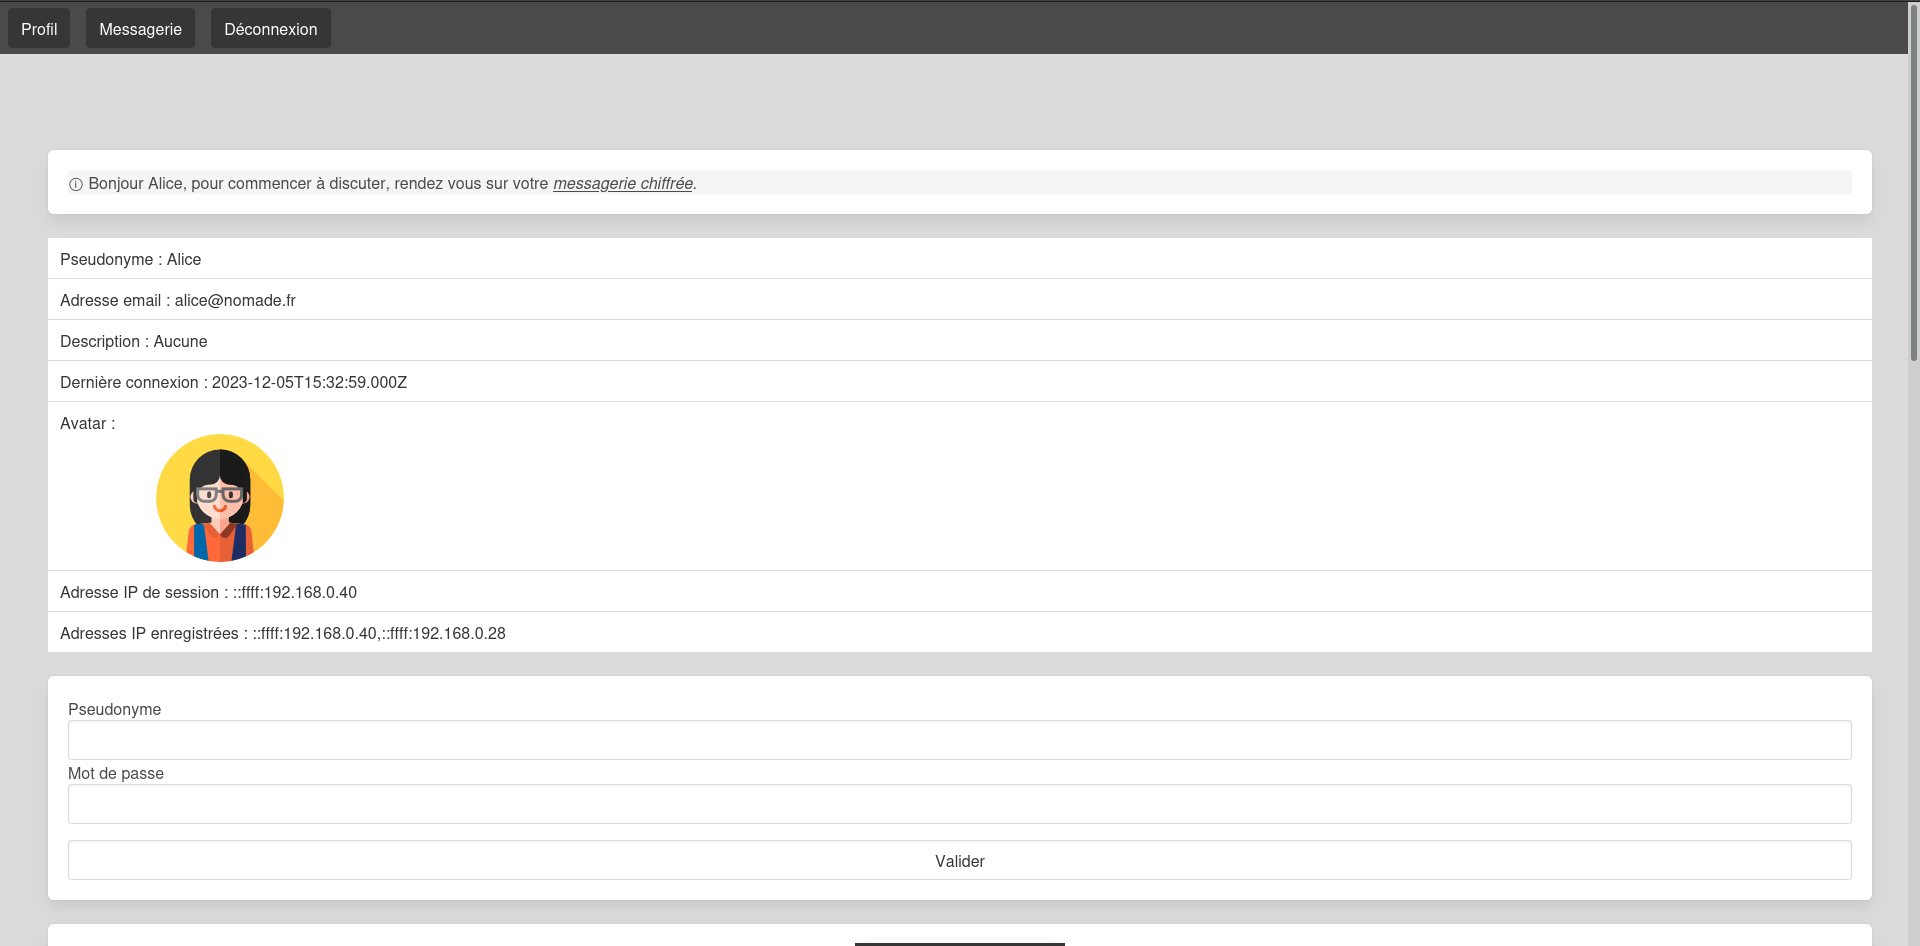 Profil Messagerie Déconnexion
ⓘ Bonjour Alice, pour commencer à discuter, rendez vous sur votre messagerie chiffrée.
Pseudonyme : Alice
Adresse email : alice@nomade.fr
Description : Aucune
Dernière connexion : 2023-12-05T15:32:59.000Z
Avatar :
Adresse IP de session : ::ffff:192.168.0.40
Adresses IP enregistrées : ::ffff:192.168.0.40,::ffff:192.168.0.28
Pseudonyme
Mot de passe
Valider